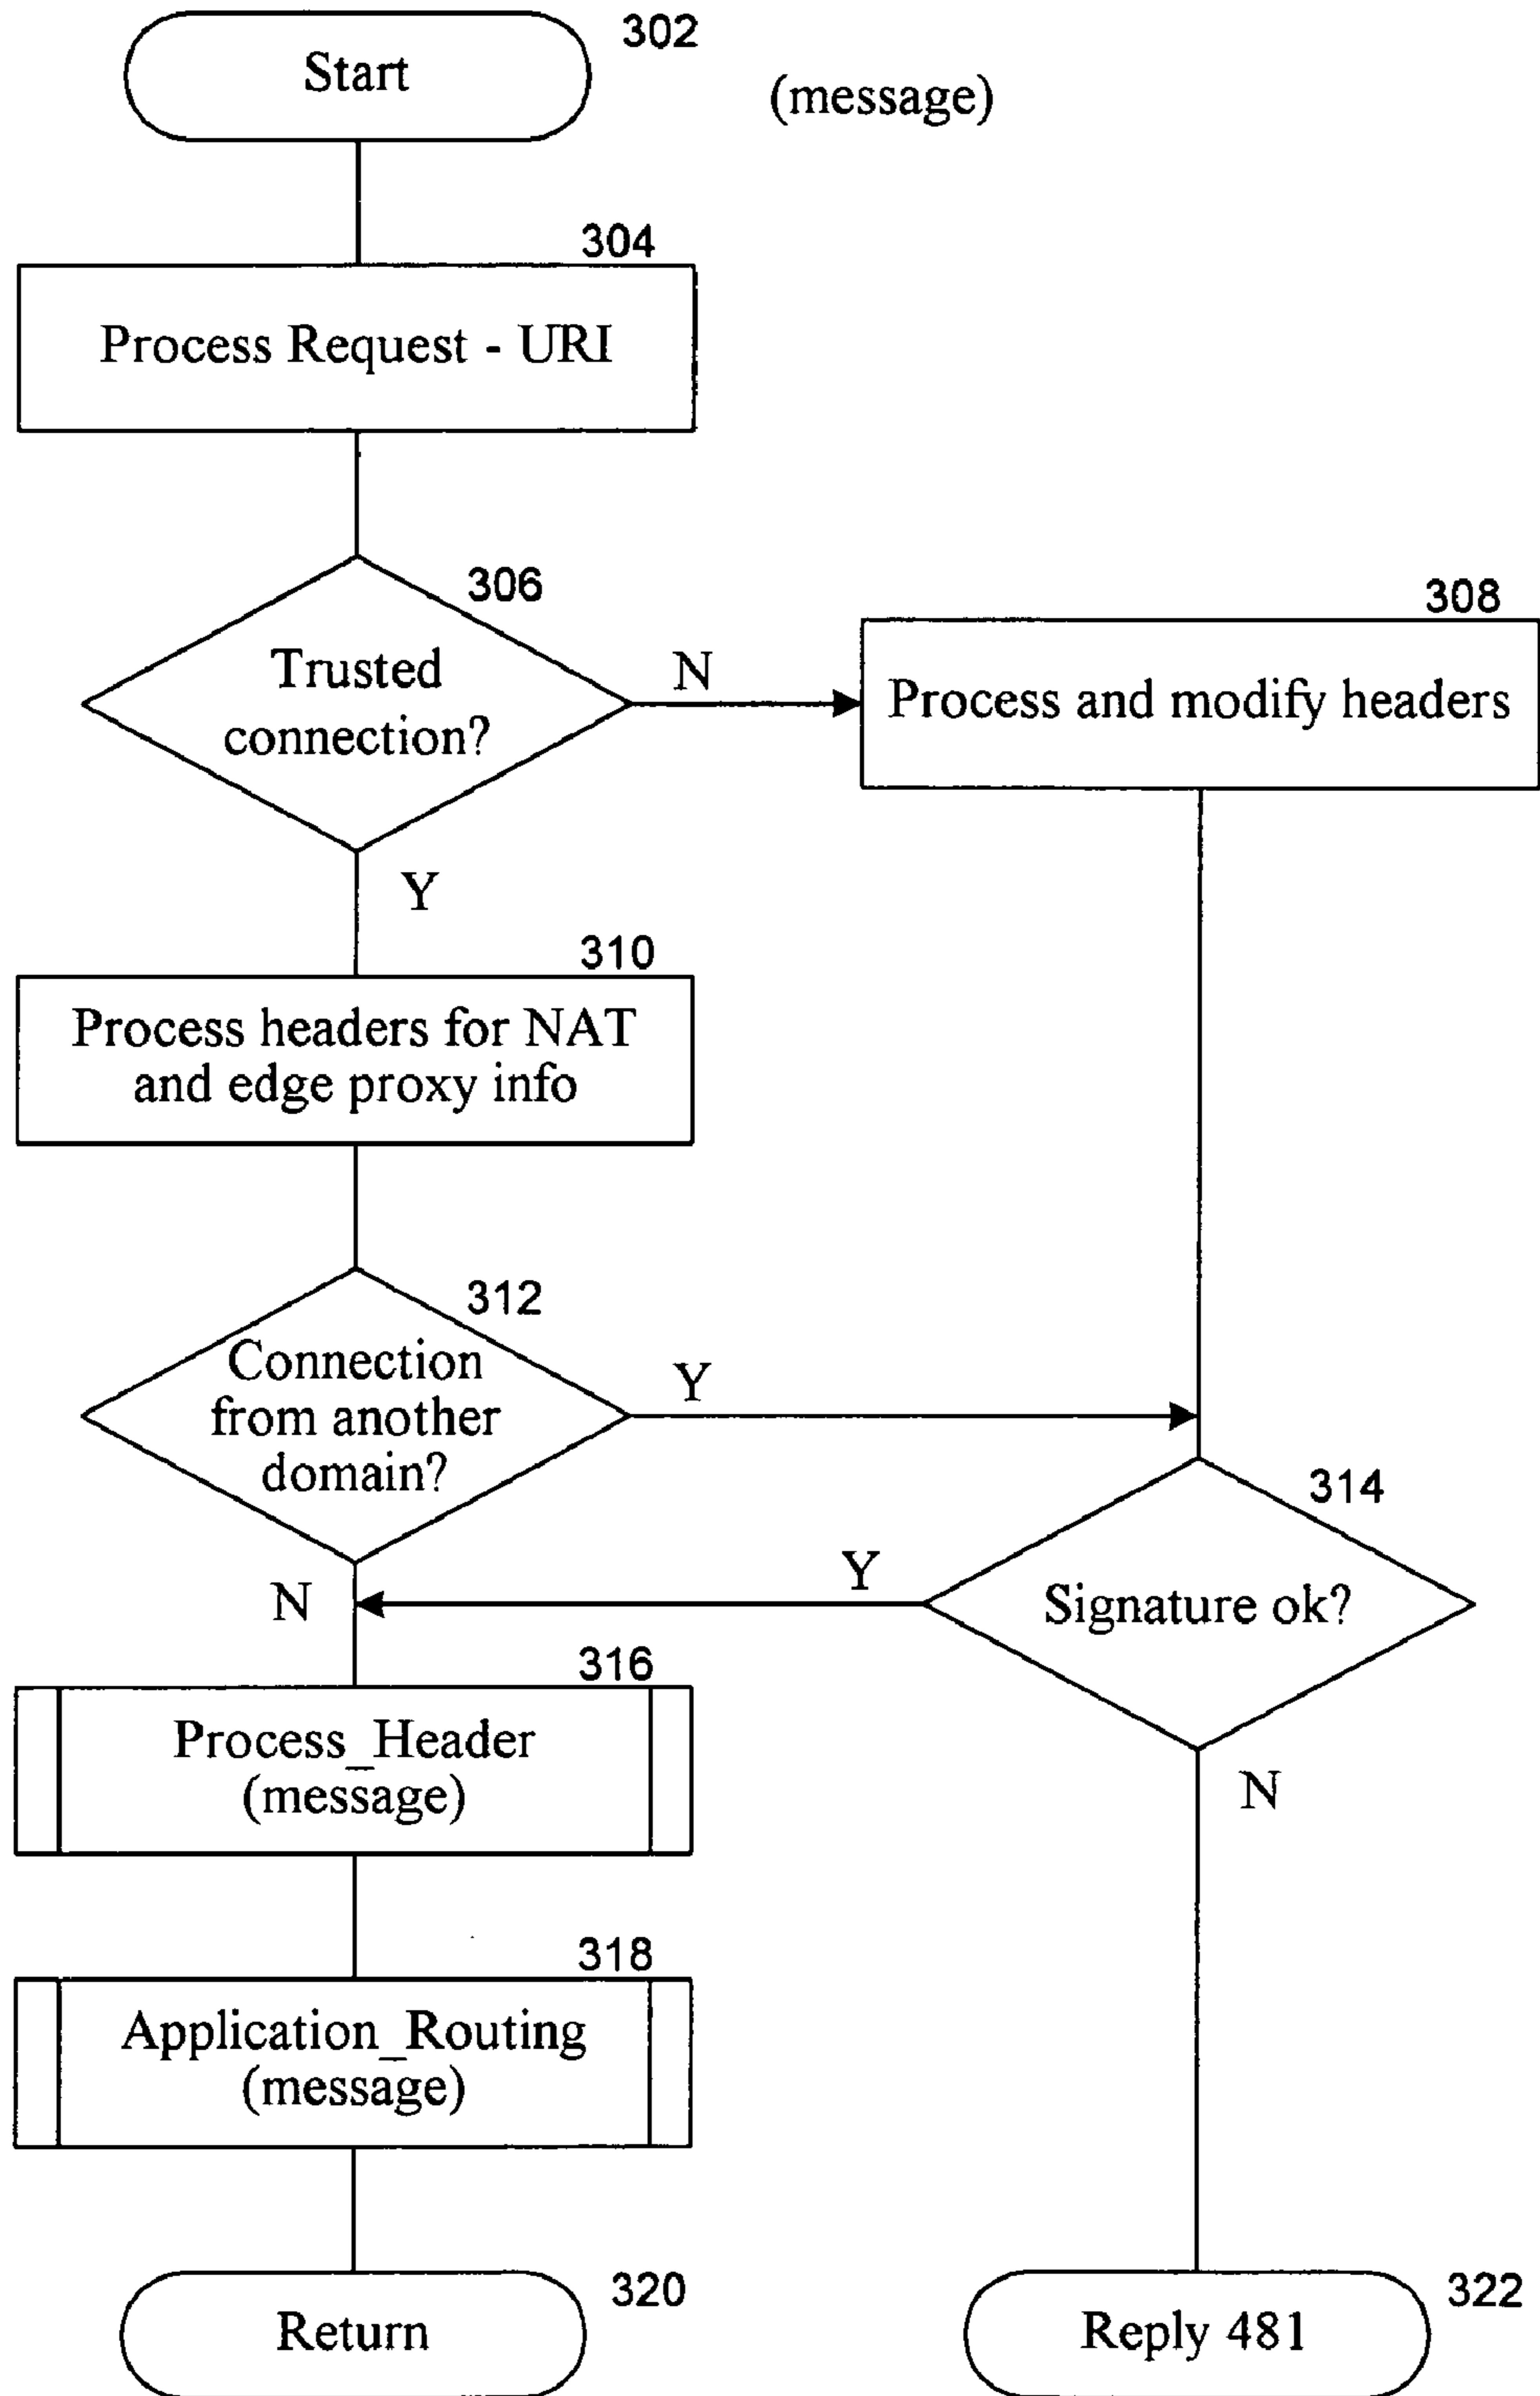 302
Start
(message)
304
Process Request - URI
306
Trusted
connection?
N
308
Process and modify headers
Y
310
Process headers for NAT
and edge proxy info
312
Connection
from another
domain?
Y
314
Signature ok?
Y
N
316
Process_Header
(message)
N
318
Application_Routing
(message)
320
Return
322
Reply 481